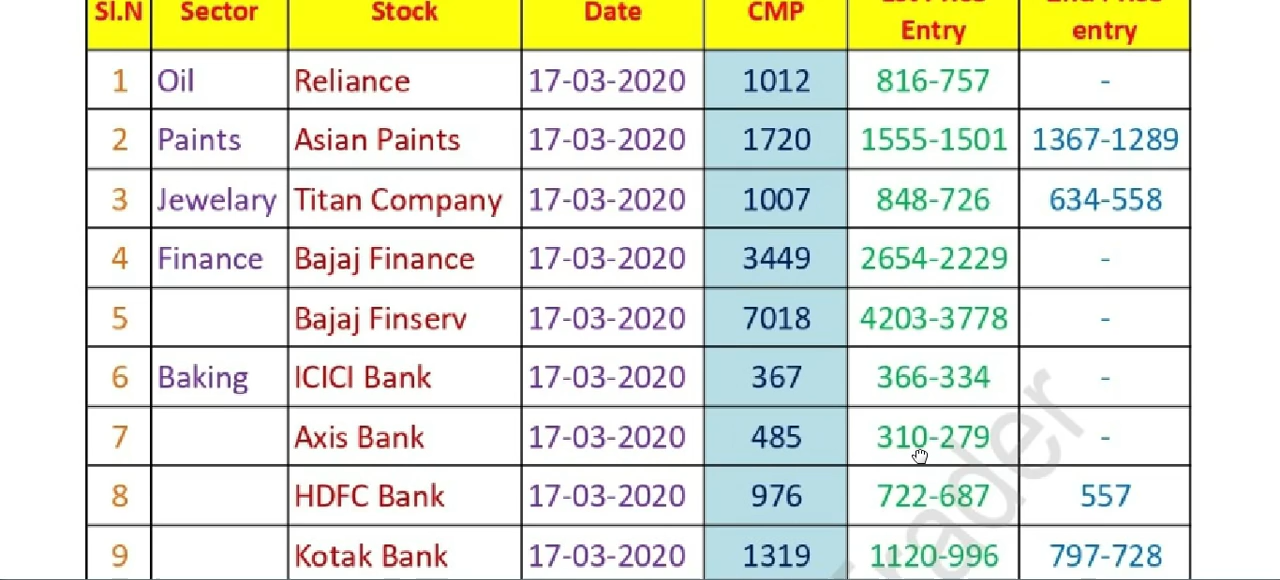 Sl.N Sector Stock Date CMP 1st Price Entry 2nd Price entry
1 Oil Reliance 17-03-2020 1012 816-757 -
2 Paints Asian Paints 17-03-2020 1720 1555-1501 1367-1289
3 Jewelary Titan Company 17-03-2020 1007 848-726 634-558
4 Finance Bajaj Finance 17-03-2020 3449 2654-2229 -
5 Bajaj Finserv 17-03-2020 7018 4203-3778 -
6 Baking ICICI Bank 17-03-2020 367 366-334 -
7 Axis Bank 17-03-2020 485 310-279 -
8 HDFC Bank 17-03-2020 976 722-687 557
9 Kotak Bank 17-03-2020 1319 1120-996 797-728